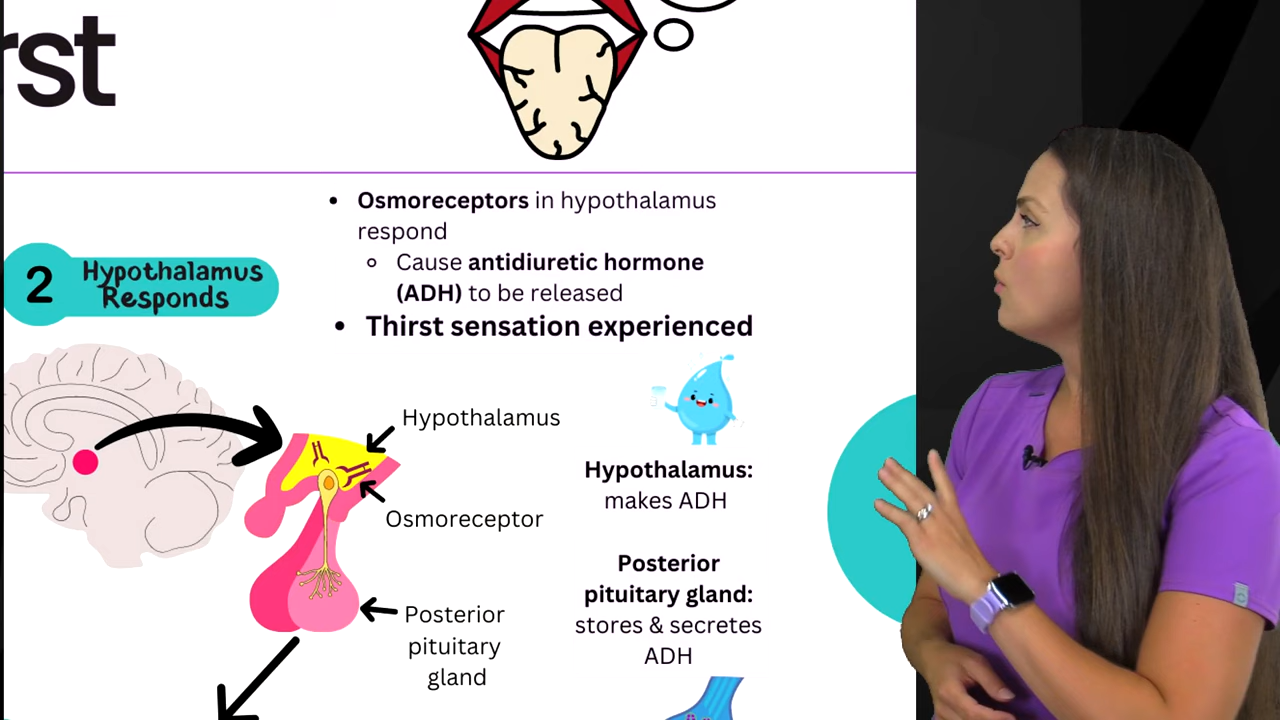 rst
Osmoreceptors in hypothalamus
respond
Cause antidiuretic hormone
(ADH) to be released
Thirst sensation experienced
2
Hypothalamus
Responds
Hypothalamus
Osmoreceptor
Posterior
pituitary
gland
Hypothalamus:
makes ADH
Posterior
pituitary gland:
stores & secretes
ADH